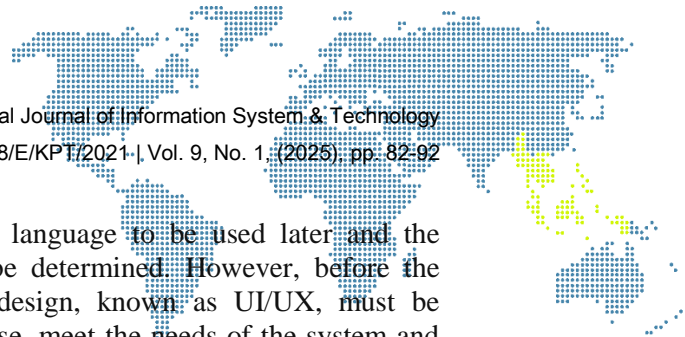 al Journal of Information System & Technology
8/E/KPT/2021 | Vol. 9, No. 1, (2025), pp. 82-92
language to be used later and the
be determined. However, before the
design, known as UI/UX, must be
se, meet the needs of the system and